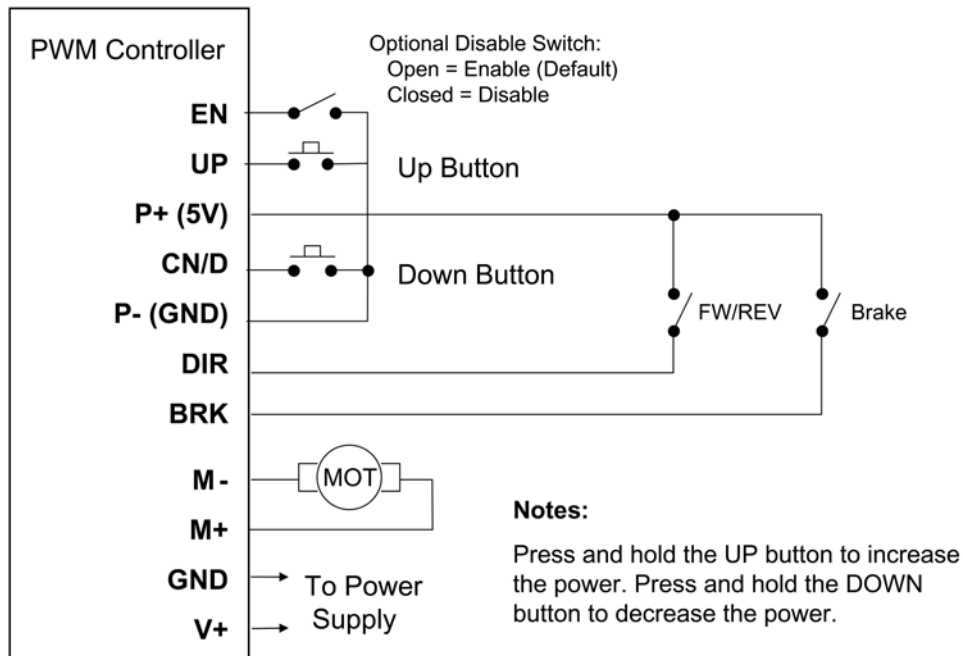 PWM Controller
Optional Disable Switch:
Open = Enable (Default)
Closed = Disable
EN
UP
Up Button
P+ (5V)
CN/D
Down Button
P- (GND)
FW/REV
Brake
DIR
BRK
M -
MOT
M+
GND
To Power
Supply
V+
Notes:
Press and hold the UP button to increase
the power. Press and hold the DOWN
button to decrease the power.